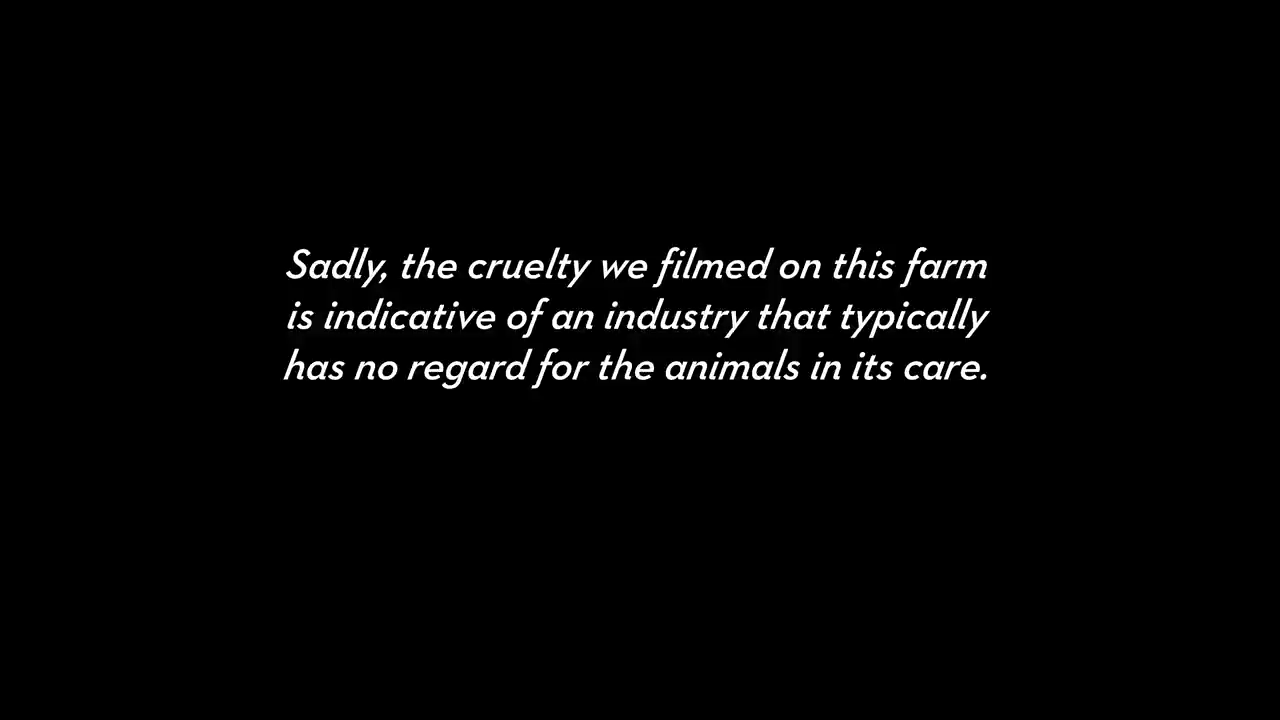 Sadly, the cruelty we filmed on this farm
is indicative of an industry that typically
has no regard for the animals in its care.